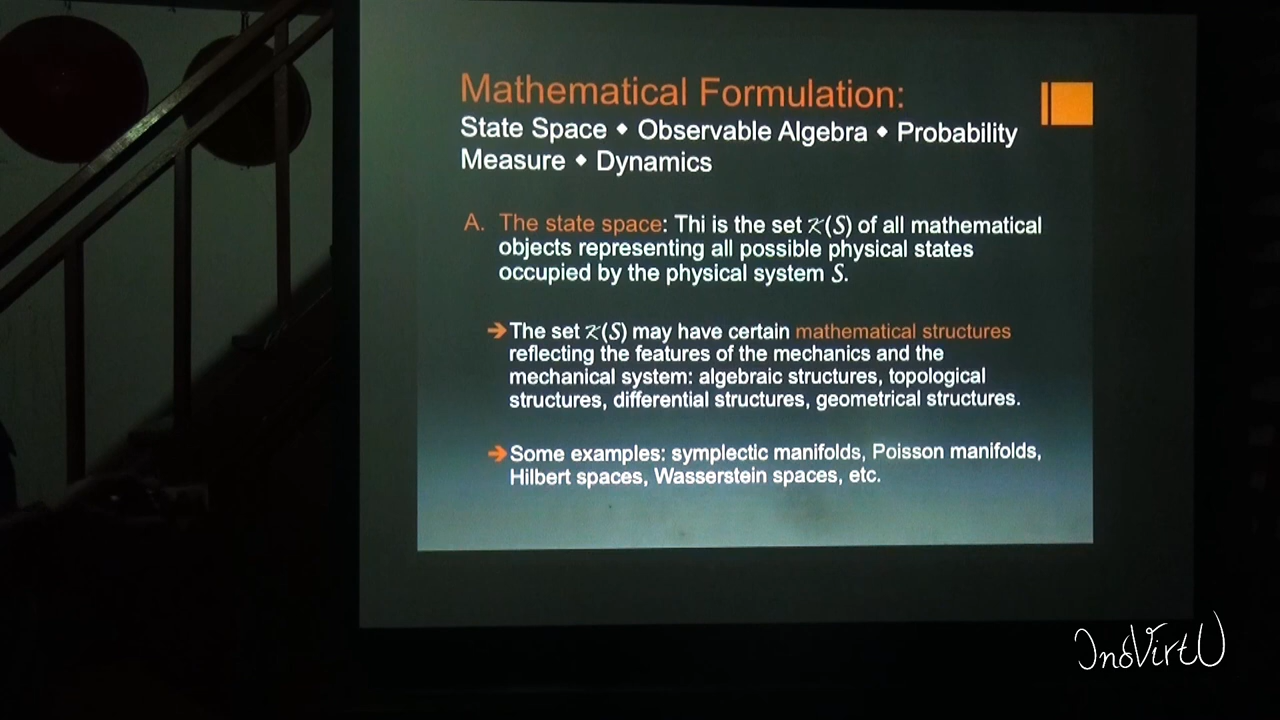 Mathematical Formulation:
State Space ◆ Observable Algebra ◆ Probability
Measure ◆ Dynamics
A. The state space: Thi is the set 𝒦(S) of all mathematical
objects representing all possible physical states
occupied by the physical system S.
➔ The set 𝒦(S) may have certain mathematical structures
reflecting the features of the mechanics and the
mechanical system: algebraic structures, topological
structures, differential structures, geometrical structures.
➔ Some examples: symplectic manifolds, Poisson manifolds,
Hilbert spaces, Wasserstein spaces, etc.
InsVirtU